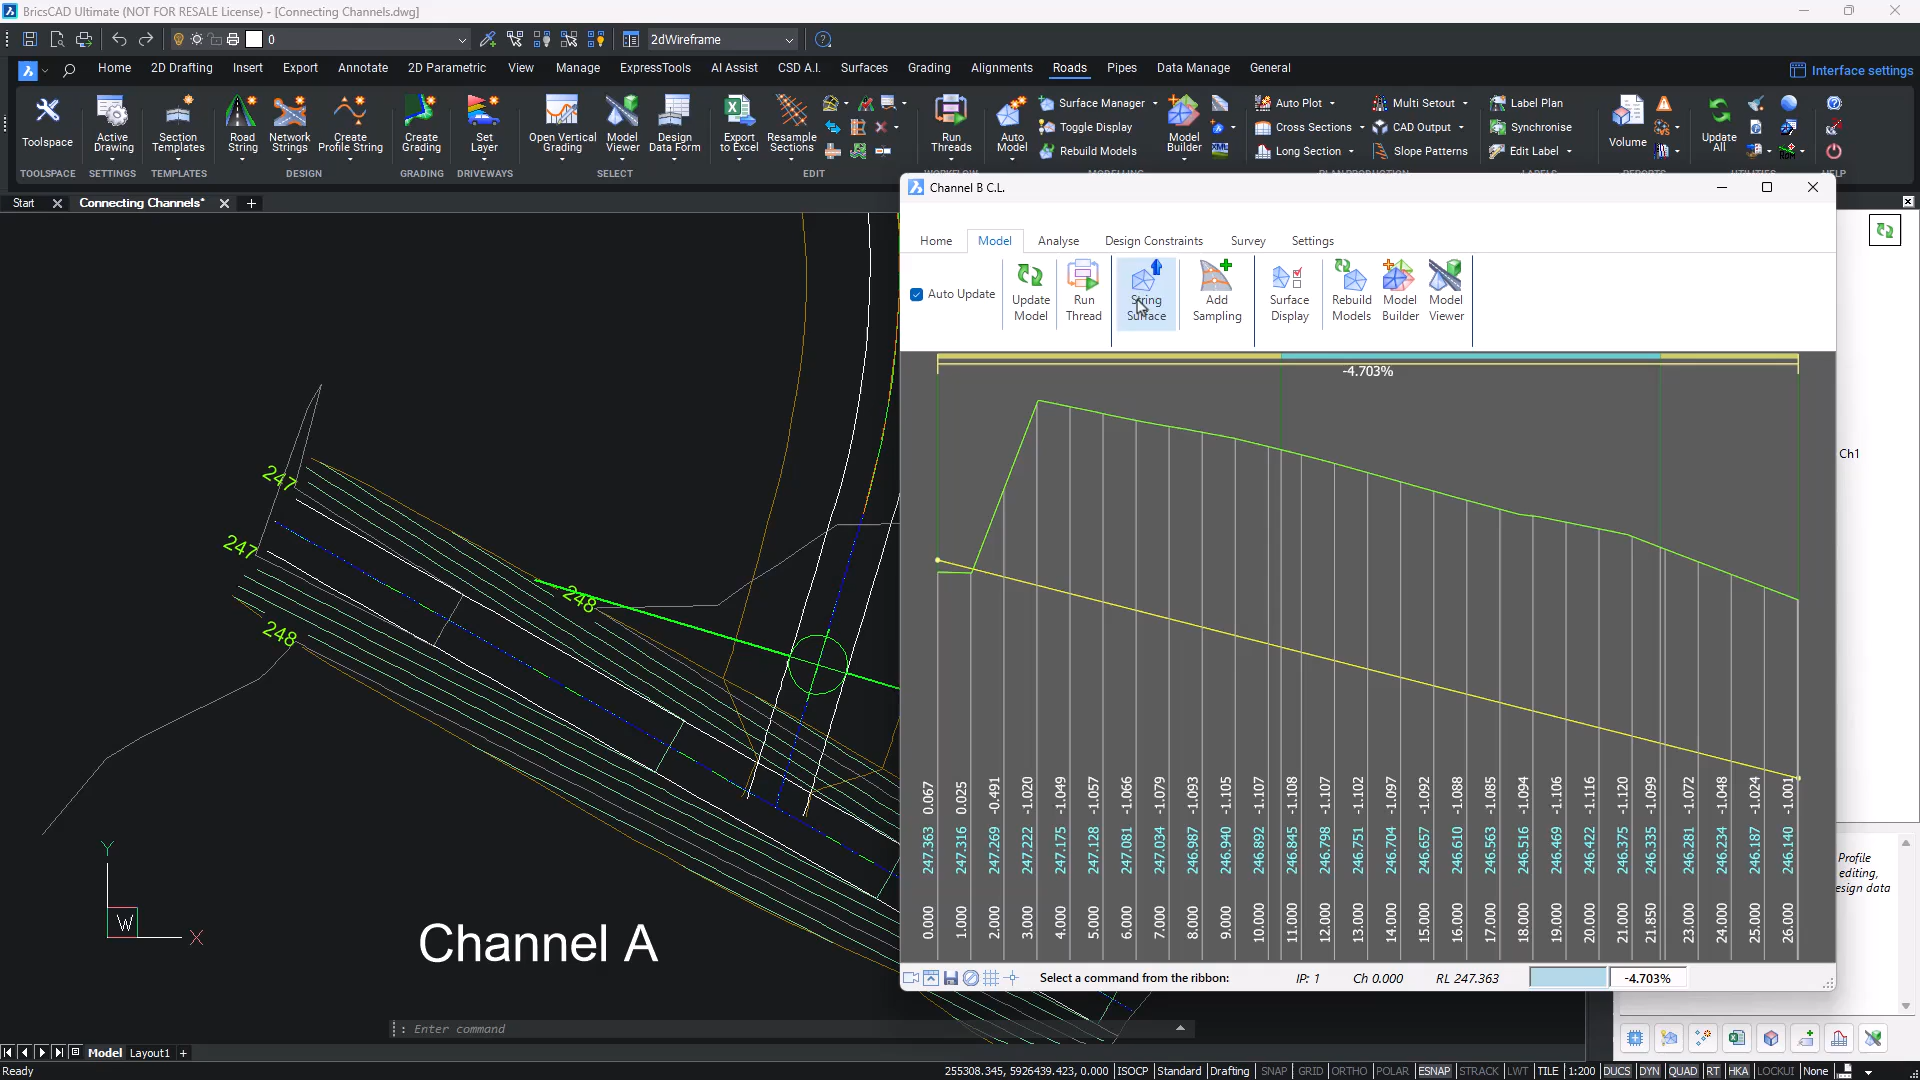 BricsCAD Ultimate (NOT FOR RESALE License) - [Connecting Channels.dwg]
0
2dWireframe
Home 2D Drafting Insert Export Annotate 2D Parametric View Manage ExpressTools AI Assist CSD A.I. Surfaces Grading Alignments Roads Pipes Data Manage General
Interface settings
Toolspace
Active Drawing
Section Templates
Road String
Network Strings
Create Profile String
Create Grading
Set Layer
Open Vertical Grading
Model Viewer
Design Data Form
Export to Excel
Resample Sections
Run Threads
Auto Model
Surface Manager
Toggle Display
Rebuild Models
Model Builder
Auto Plot
Cross Sections
Long Section
Multi Setout
CAD Output
Slope Patterns
Label Plan
Synchronise
Edit Label
Volume
Update All
TOOLSPACE SETTINGS TEMPLATES DESIGN GRADING DRIVEWAYS SELECT EDIT
Start
Connecting Channels*
Channel B C.L.
Home Model Analyse Design Constraints Survey Settings
Auto Update
Update Model
Run Thread
String Surface
Add Sampling
Surface Display
Rebuild Models
Model Builder
Model Viewer
-4.703%
0.067 0.025 -0.491 -1.020 -1.049 -1.057 -1.066 -1.079 -1.093 -1.105 -1.107 -1.108 -1.107 -1.102 -1.097 -1.092 -1.088 -1.085 -1.094 -1.106 -1.116 -1.120 -1.099 -1.072 -1.048 -1.024 -1.001
247.363 247.316 247.269 247.222 247.175 247.128 247.081 247.034 246.987 246.940 246.892 246.845 246.798 246.751 246.704 246.657 246.610 246.563 246.516 246.469 246.422 246.375 246.335 246.281 246.234 246.187 246.140
0.000 1.000 2.000 3.000 4.000 5.000 6.000 7.000 8.000 9.000 10.000 11.000 12.000 13.000 14.000 15.000 16.000 17.000 18.000 19.000 20.000 21.000 21.850 23.000 24.000 25.000 26.000
Select a command from the ribbon: IP: 1 Ch 0.000 RL 247.363 -4.703%
Ch1
Profile
editing,
247
247
248
248
Y
W
X
Channel A
: Enter command
Model Layout1 +
Ready
255308.345, 5926439.423, 0.000 ISOCP Standard Drafting SNAP GRID ORTHO POLAR ESNAP STRACK LWT TILE 1:200 DUCS DYN QUAD RT HKA LOCKUI None